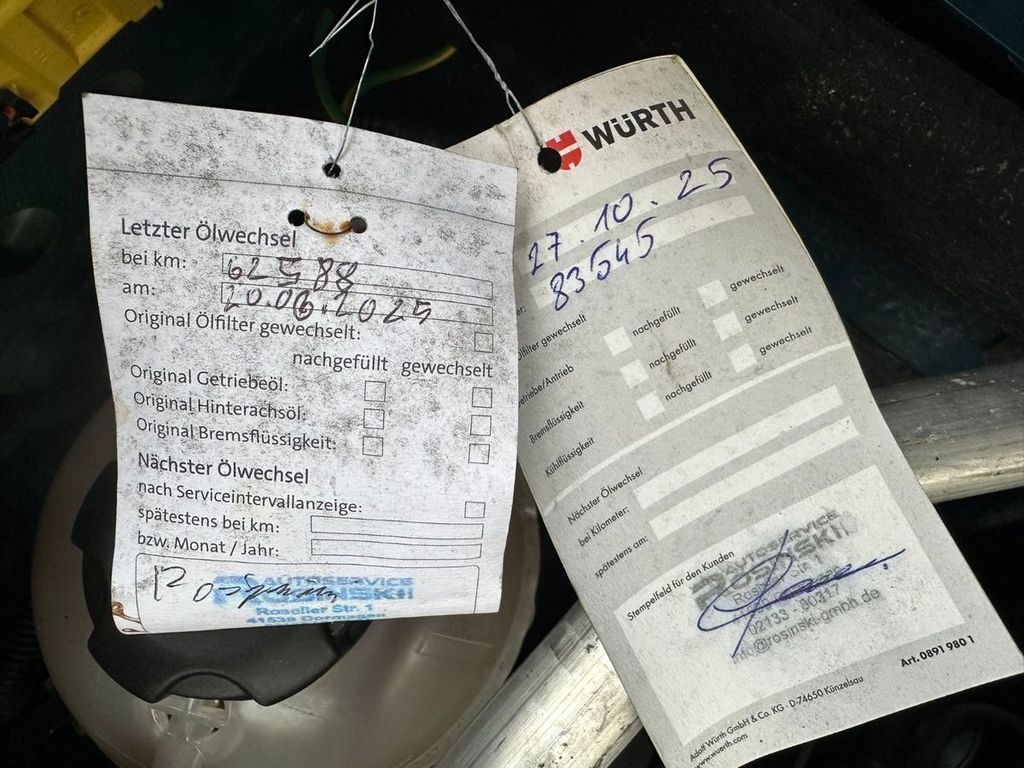 Letzter Ölwechsel
bei km: 62588
am: 20.06.2025
Original Ölfilter gewechselt:
nachgefüllt gewechselt
Original Getriebeöl:
Original Hinterachsöl:
Original Bremsflüssigkeit:
Nächster Ölwechsel
nach Serviceintervallanzeige:
spätestens bei km:
bzw. Monat / Jahr:
AUTOSERVICE
Roseller Str. 1
41539 Dormagen
WÜRTH
27.10.25
83545
gewechselt
nachgefüllt gewechselt
nachgefüllt gewechselt
nachgefüllt
Bremsflüssigkeit
Kühlflüssigkeit
Nächster Ölwechsel
bei Kilometer:
spätestens am:
Stempelfeld für den Kunden
AUTOSERVICE
02133
info@rosinski-gmbh.de
Art. 0891 980 1
Adolf Würth GmbH & Co. KG - D-74650 Künzelsau
www.wuerth.com